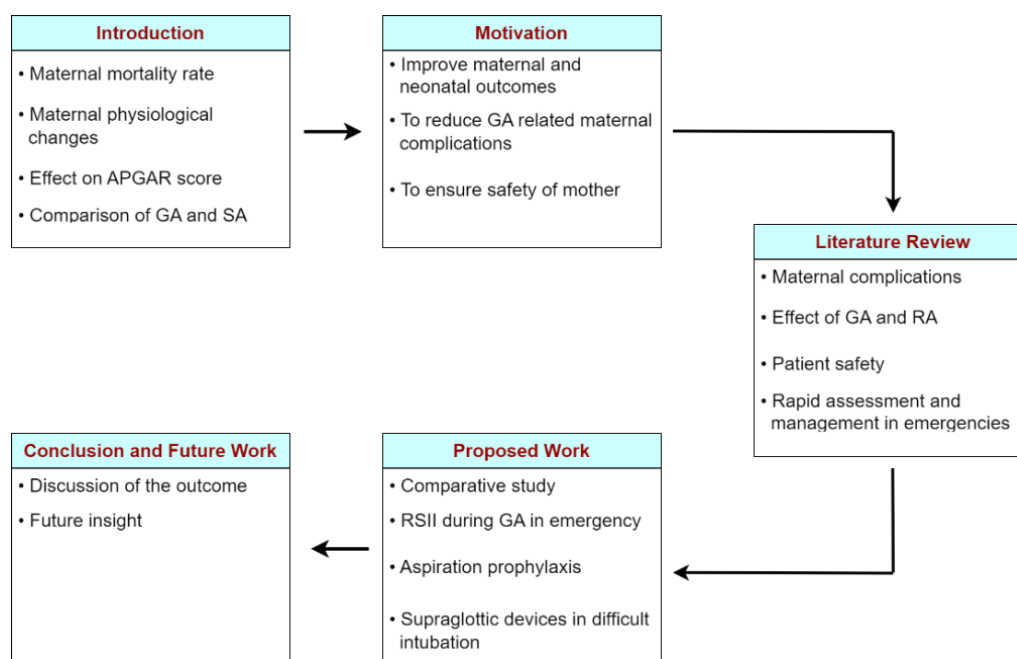 Introduction
• Maternal mortality rate
• Maternal physiological
changes
• Effect on APGAR score
• Comparison of GA and SA
Motivation
• Improve maternal and
neonatal outcomes
• To reduce GA related maternal
complications
• To ensure safety of mother
Literature Review
• Maternal complications
• Effect of GA and RA
• Patient safety
• Rapid assessment and
management in emergencies
Proposed Work
• Comparative study
• RSII during GA in emergency
• Aspiration prophylaxis
• Supraglottic devices in difficult
intubation
Conclusion and Future Work
• Discussion of the outcome
• Future insight